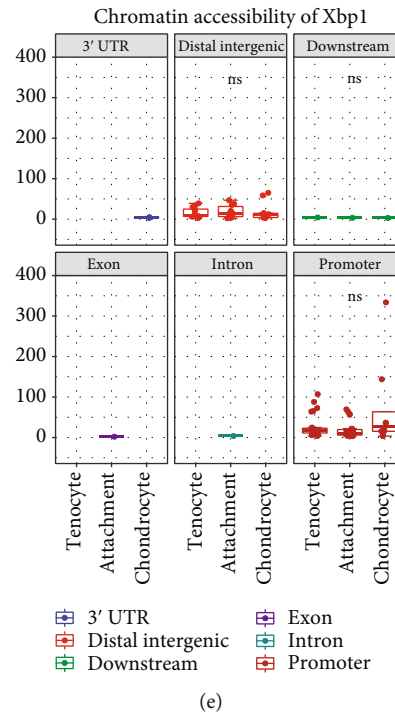 Chromatin accessibility of Xbp1
3′ UTR Distal intergenic Downstream
400
300
200
100
0
ns ns
Exon Intron Promoter
400
300
200
100
0
ns
Tenocyte Attachment Chondrocyte Tenocyte Attachment Chondrocyte Tenocyte Attachment Chondrocyte
3′ UTR Exon
Distal intergenic Intron
Downstream Promoter
(e)